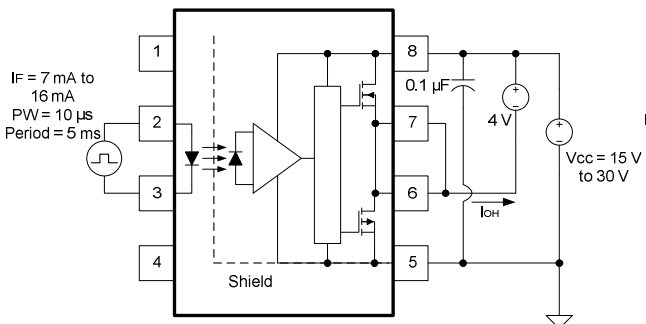 IF = 7 mA to
16 mA
PW = 10 µs
Period = 5 ms
1
2
3
4
Shield
8
7
6
5
0.1 µF
4 V
IOH
Vcc = 15 V
to 30 V